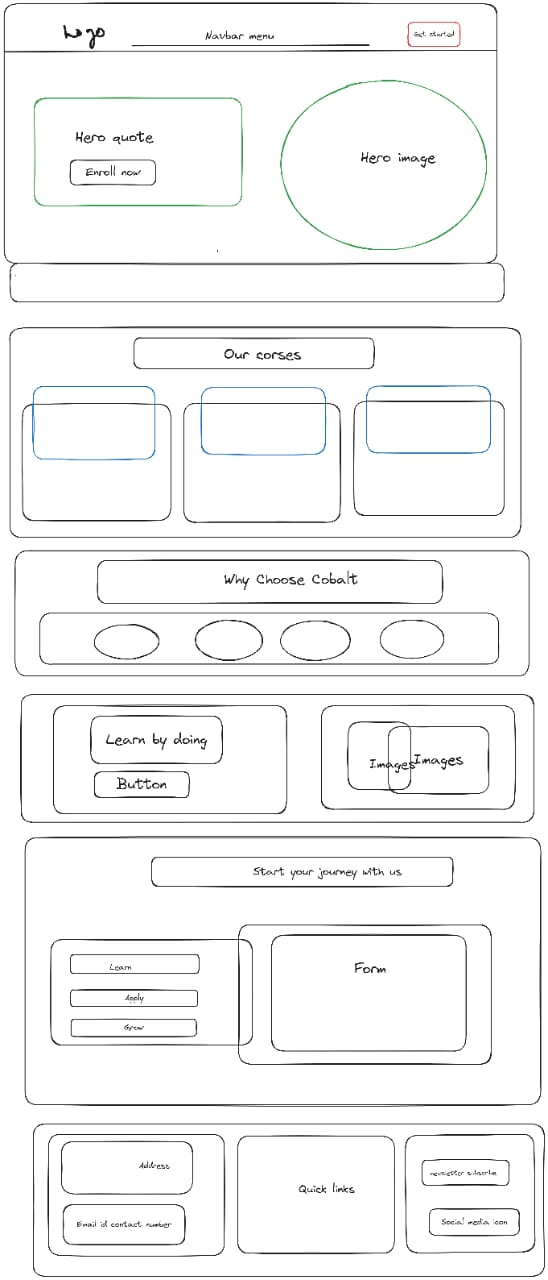 Logo
Navbar menu
Get started
Hero quote
Enroll now
Hero image
Our corses
Why Choose Cobalt
Learn by doing
Button
Images
Images
Start your journey with us
Learn
Apply
Grow
Form
Address
Email id contact number
Quick links
newsletter subscribe
Social media icon